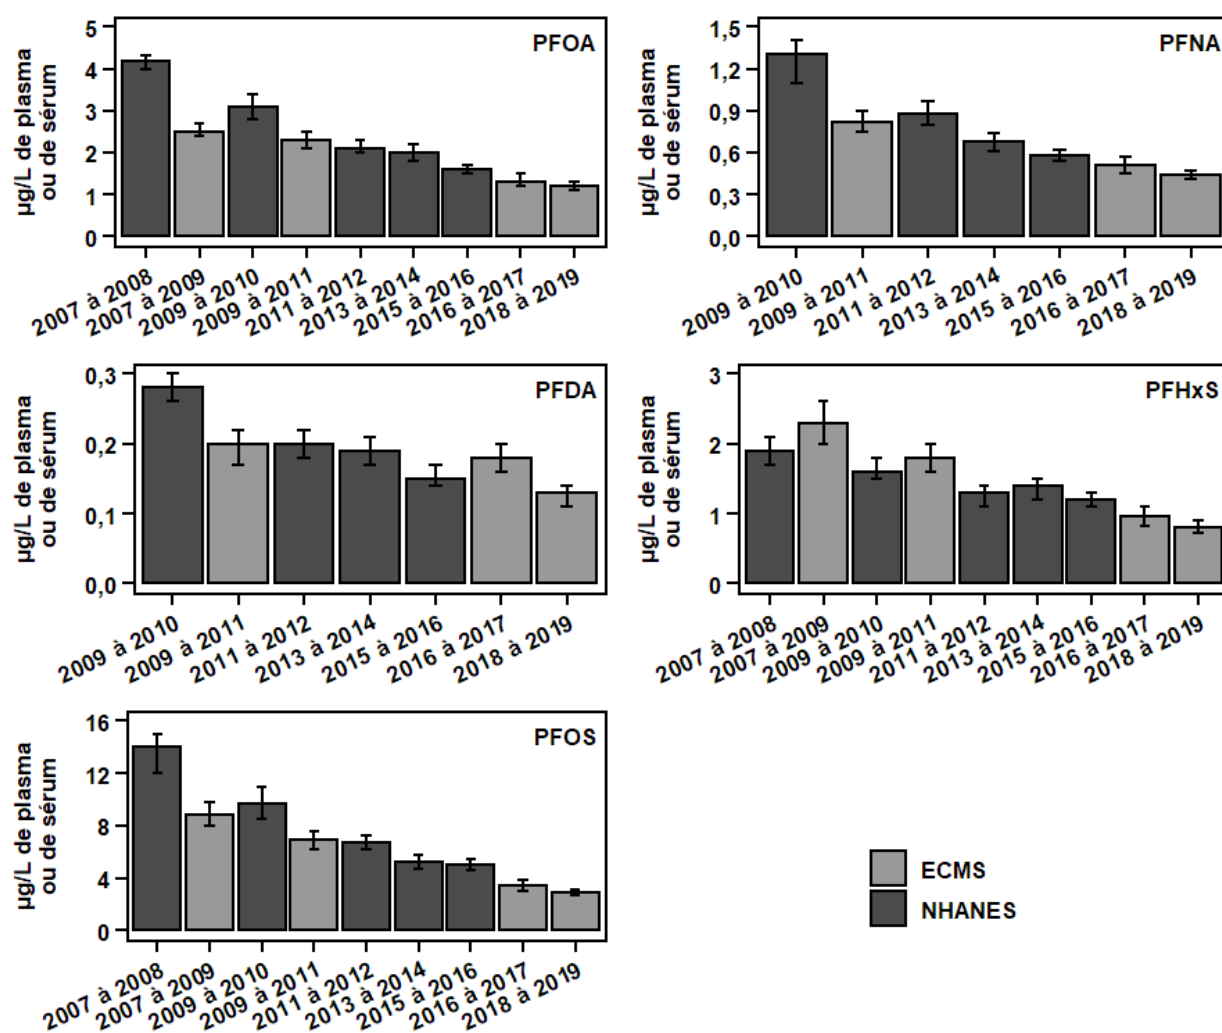 PFOA
µg/L de plasma
ou de sérum
5
4
3
2
1
0
2007 à 2008
2007 à 2009
2009 à 2010
2009 à 2011
2011 à 2012
2013 à 2014
2015 à 2016
2016 à 2017
2018 à 2019
PFNA
µg/L de plasma
ou de sérum
1,5
1,2
0,9
0,6
0,3
0,0
2009 à 2010
2009 à 2011
2011 à 2012
2013 à 2014
2015 à 2016
2016 à 2017
2018 à 2019
PFDA
µg/L de plasma
ou de sérum
0,3
0,2
0,1
0,0
2009 à 2010
2009 à 2011
2011 à 2012
2013 à 2014
2015 à 2016
2016 à 2017
2018 à 2019
PFHxS
µg/L de plasma
ou de sérum
3
2
1
0
2007 à 2008
2007 à 2009
2009 à 2010
2009 à 2011
2011 à 2012
2013 à 2014
2015 à 2016
2016 à 2017
2018 à 2019
PFOS
µg/L de plasma
ou de sérum
16
12
8
4
0
2007 à 2008
2007 à 2009
2009 à 2010
2009 à 2011
2011 à 2012
2013 à 2014
2015 à 2016
2016 à 2017
2018 à 2019
ECMS
NHANES